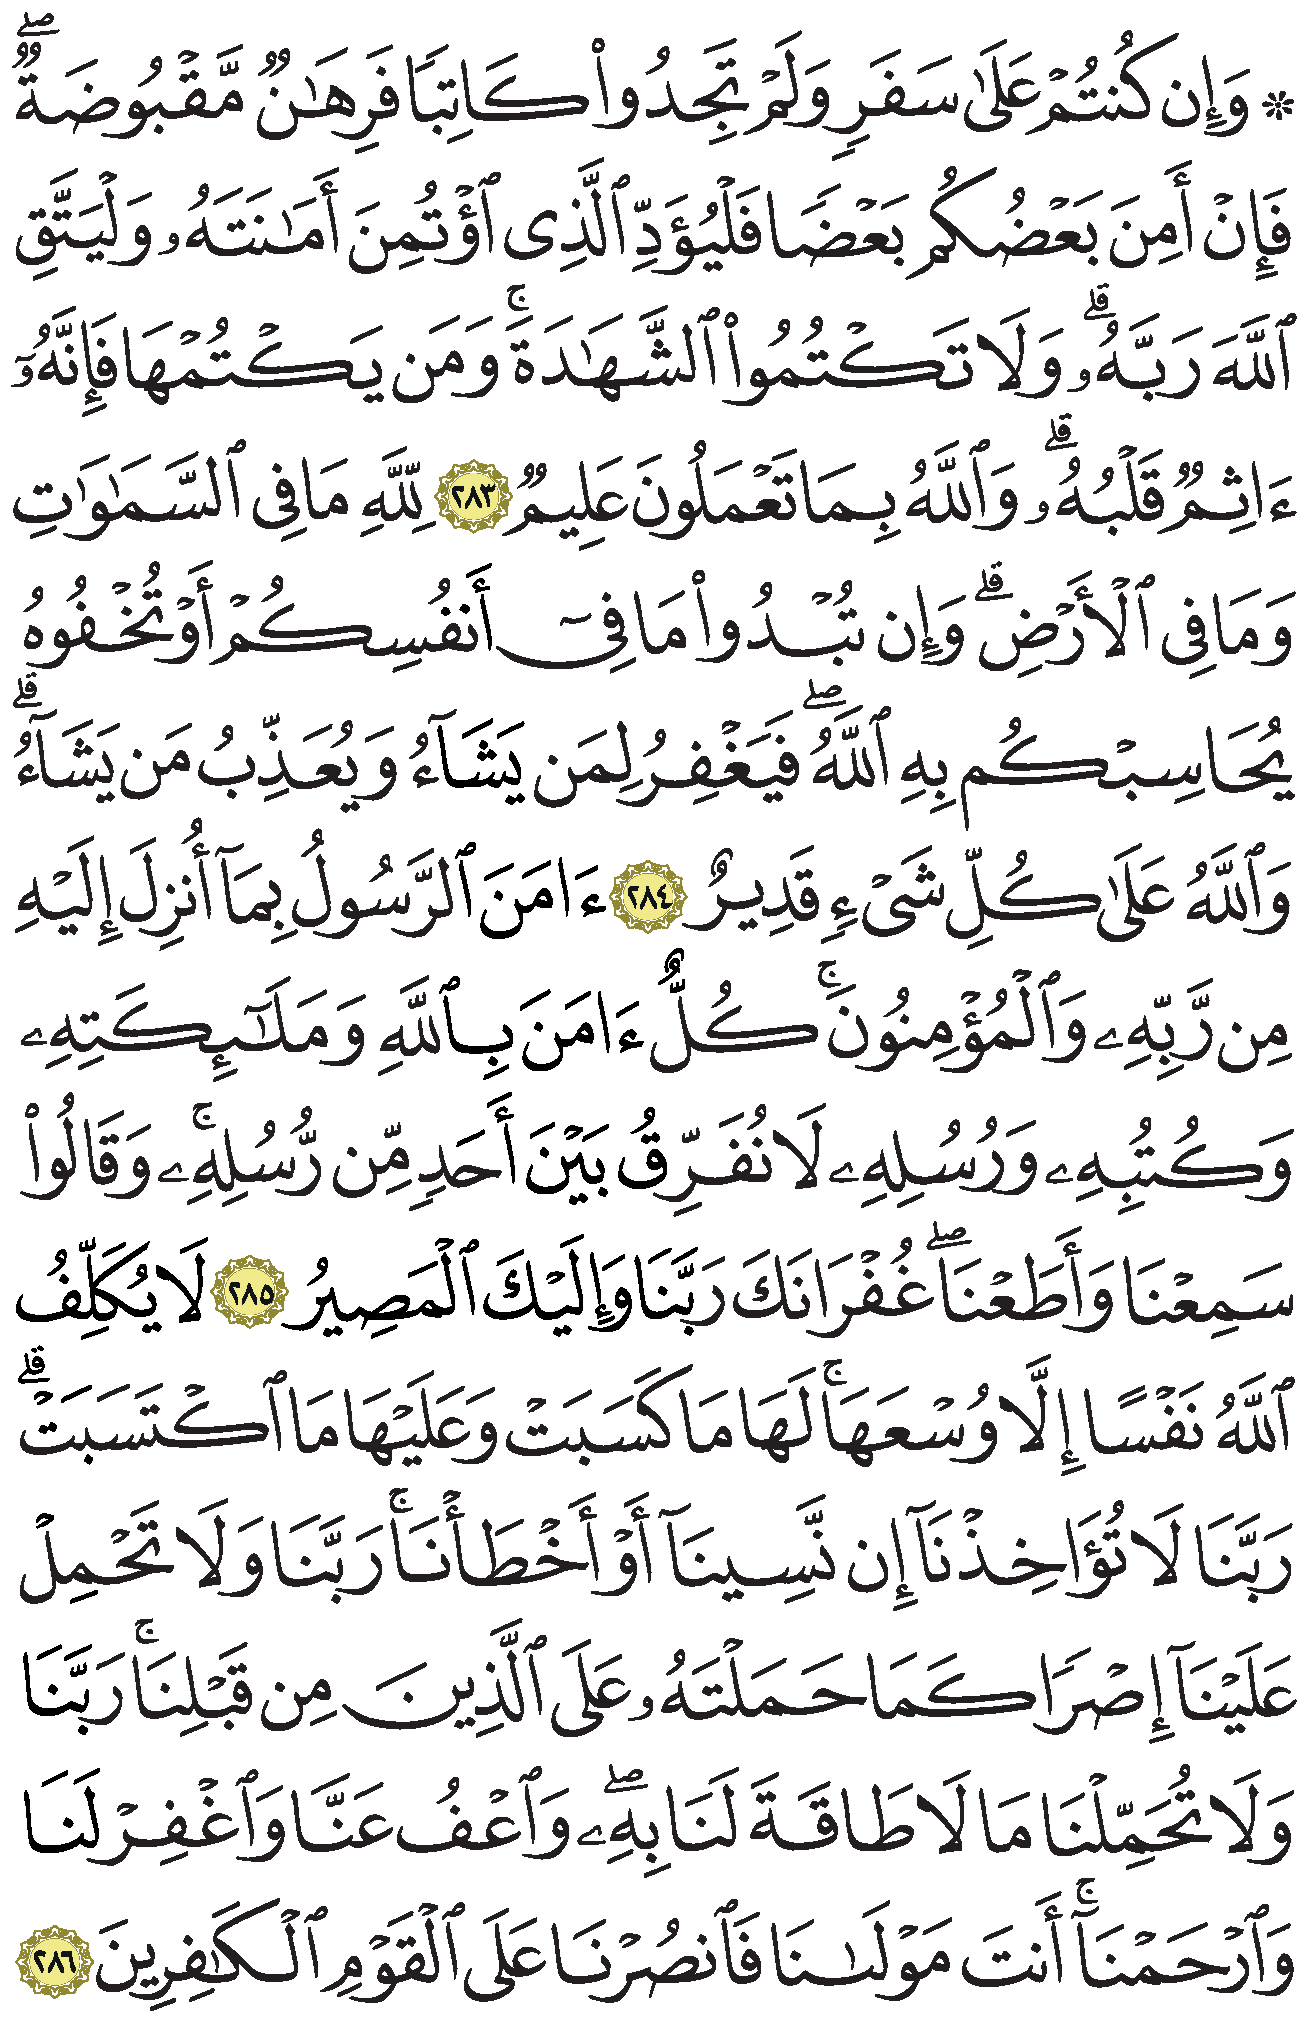 ۞ وَإِن كُنتُمْ عَلَىٰ سَفَرٍ وَلَمْ تَجِدُوا۟ كَاتِبًا فَرِهَـٰنٌ مَّقْبُوضَةٌ ۖ
فَإِنْ أَمِنَ بَعْضُكُم بَعْضًا فَلْيُؤَدِّ ٱلَّذِى ٱؤْتُمِنَ أَمَـٰنَتَهُۥ وَلْيَتَّقِ
ٱللَّهَ رَبَّهُۥ ۗ وَلَا تَكْتُمُوا۟ ٱلشَّهَـٰدَةَ ۚ وَمَن يَكْتُمْهَا فَإِنَّهُۥٓ
ءَاثِمٌ قَلْبُهُۥ ۗ وَٱللَّهُ بِمَا تَعْمَلُونَ عَلِيمٌ ٢٨٣ لِّلَّهِ مَا فِى ٱلسَّمَـٰوَٰتِ
وَمَا فِى ٱلْأَرْضِ ۗ وَإِن تُبْدُوا۟ مَا فِىٓ أَنفُسِكُمْ أَوْ تُخْفُوهُ
يُحَاسِبْكُم بِهِ ٱللَّهُ ۖ فَيَغْفِرُ لِمَن يَشَآءُ وَيُعَذِّبُ مَن يَشَآءُ ۗ
وَٱللَّهُ عَلَىٰ كُلِّ شَىْءٍ قَدِيرٌ ٢٨٤ ءَامَنَ ٱلرَّسُولُ بِمَآ أُنزِلَ إِلَيْهِ
مِن رَّبِّهِۦ وَٱلْمُؤْمِنُونَ ۚ كُلٌّ ءَامَنَ بِٱللَّهِ وَمَلَـٰٓئِكَتِهِۦ
وَكُتُبِهِۦ وَرُسُلِهِۦ لَا نُفَرِّقُ بَيْنَ أَحَدٍ مِّن رُّسُلِهِۦ ۚ وَقَالُوا۟
سَمِعْنَا وَأَطَعْنَا ۖ غُفْرَانَكَ رَبَّنَا وَإِلَيْكَ ٱلْمَصِيرُ ٢٨٥ لَا يُكَلِّفُ
ٱللَّهُ نَفْسًا إِلَّا وُسْعَهَا ۚ لَهَا مَا كَسَبَتْ وَعَلَيْهَا مَا ٱكْتَسَبَتْ ۗ
رَبَّنَا لَا تُؤَاخِذْنَآ إِن نَّسِينَآ أَوْ أَخْطَأْنَا ۚ رَبَّنَا وَلَا تَحْمِلْ
عَلَيْنَآ إِصْرًا كَمَا حَمَلْتَهُۥ عَلَى ٱلَّذِينَ مِن قَبْلِنَا ۚ رَبَّنَا
وَلَا تُحَمِّلْنَا مَا لَا طَاقَةَ لَنَا بِهِۦ ۖ وَٱعْفُ عَنَّا وَٱغْفِرْ لَنَا
وَٱرْحَمْنَآ ۚ أَنتَ مَوْلَىٰنَا فَٱنصُرْنَا عَلَى ٱلْقَوْمِ ٱلْكَـٰفِرِينَ ٢٨٦